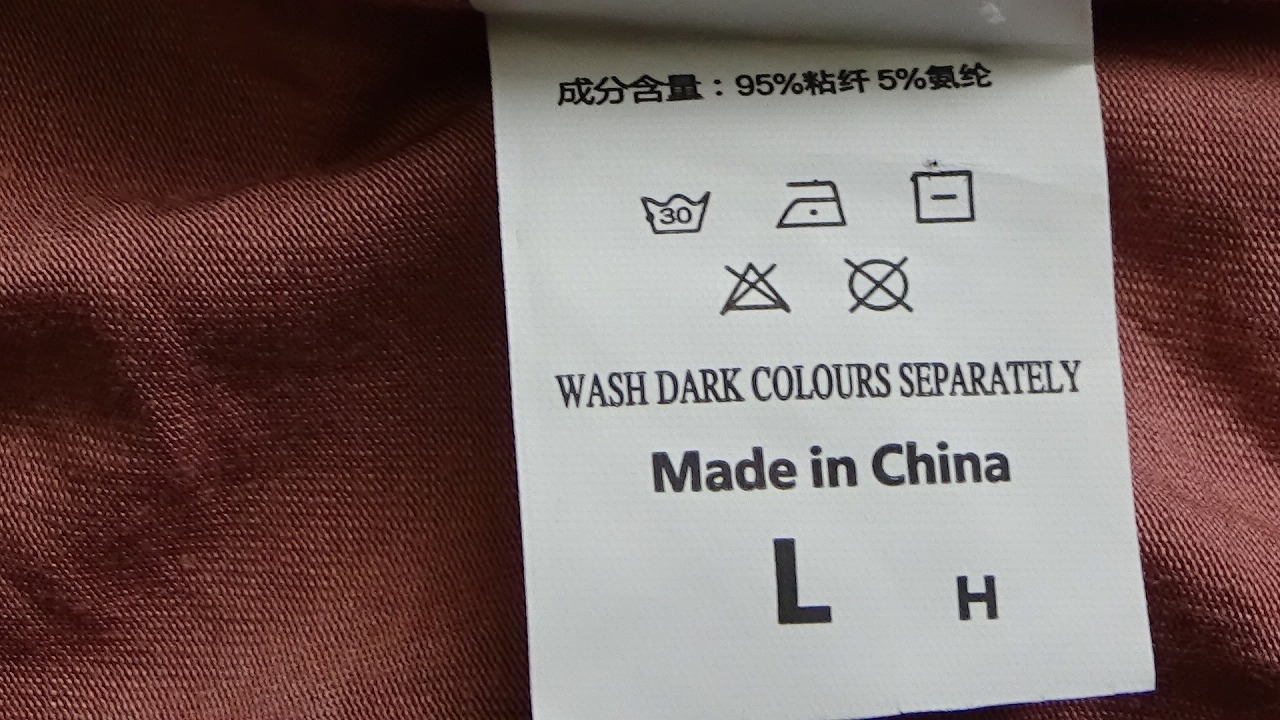 成分含量：95%粘纤 5%氨纶
30
WASH DARK COLOURS SEPARATELY
Made in China
L H